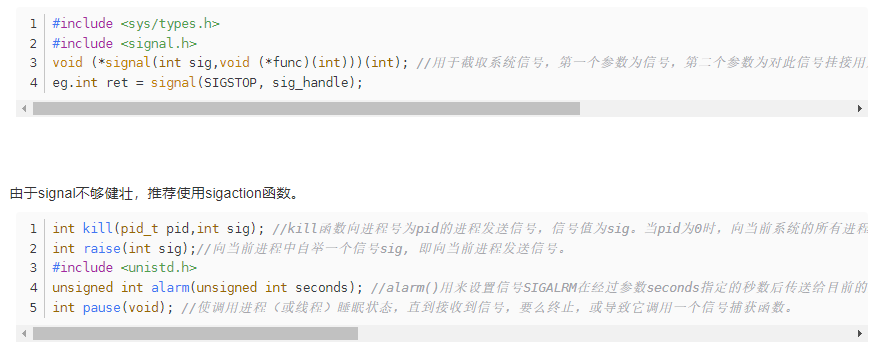 1 #include <sys/types.h>
2 #include <signal.h>
3 void (*signal(int sig,void (*func)(int)))(int); //用于截取系统信号，第一个参数为信号，第二个参数为对此信号挂接用
4 eg.int ret = signal(SIGSTOP, sig_handle);
由于signal不够健壮，推荐使用sigaction函数。
1 int kill(pid_t pid,int sig); //kill函数向进程号为pid的进程发送信号，信号值为sig。当pid为0时，向当前系统的所有进程
2 int raise(int sig);//向当前进程中自举一个信号sig, 即向当前进程发送信号。
3 #include <unistd.h>
4 unsigned int alarm(unsigned int seconds); //alarm()用来设置信号SIGALRM在经过参数seconds指定的秒数后传送给目前的
5 int pause(void); //使调用进程（或线程）睡眠状态，直到接收到信号，要么终止，或导致它调用一个信号捕获函数。